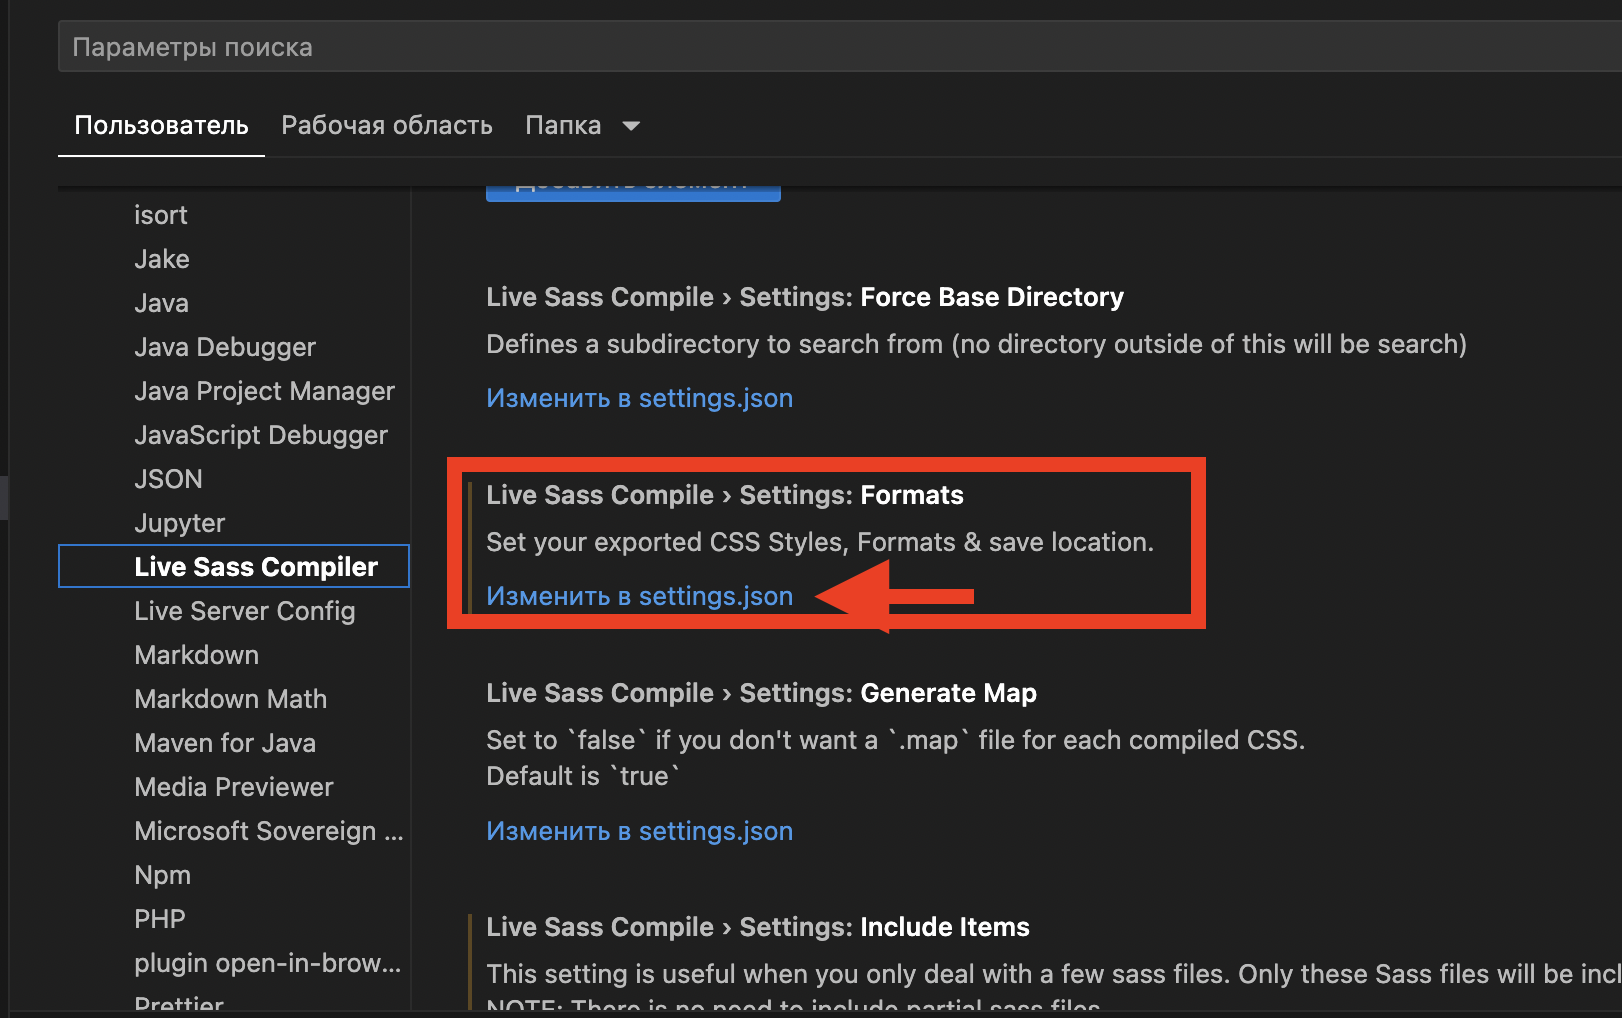 Параметры поиска
Пользователь Рабочая область Папка
Добавить элемент
isort
Jake
Java
Java Debugger
Java Project Manager
JavaScript Debugger
JSON
Jupyter
Live Sass Compiler
Live Server Config
Markdown
Markdown Math
Maven for Java
Media Previewer
Microsoft Sovereign ...
Npm
PHP
plugin open-in-brow...
Prettier
Live Sass Compile › Settings: Force Base Directory
Defines a subdirectory to search from (no directory outside of this will be search)
Изменить в settings.json
Live Sass Compile › Settings: Formats
Set your exported CSS Styles, Formats & save location.
Изменить в settings.json
Live Sass Compile › Settings: Generate Map
Set to `false` if you don't want a `.map` file for each compiled CSS.
Default is `true`
Изменить в settings.json
Live Sass Compile › Settings: Include Items
This setting is useful when you only deal with a few sass files. Only these Sass files will be incl
NOTE: There is no need to include partial sass files.